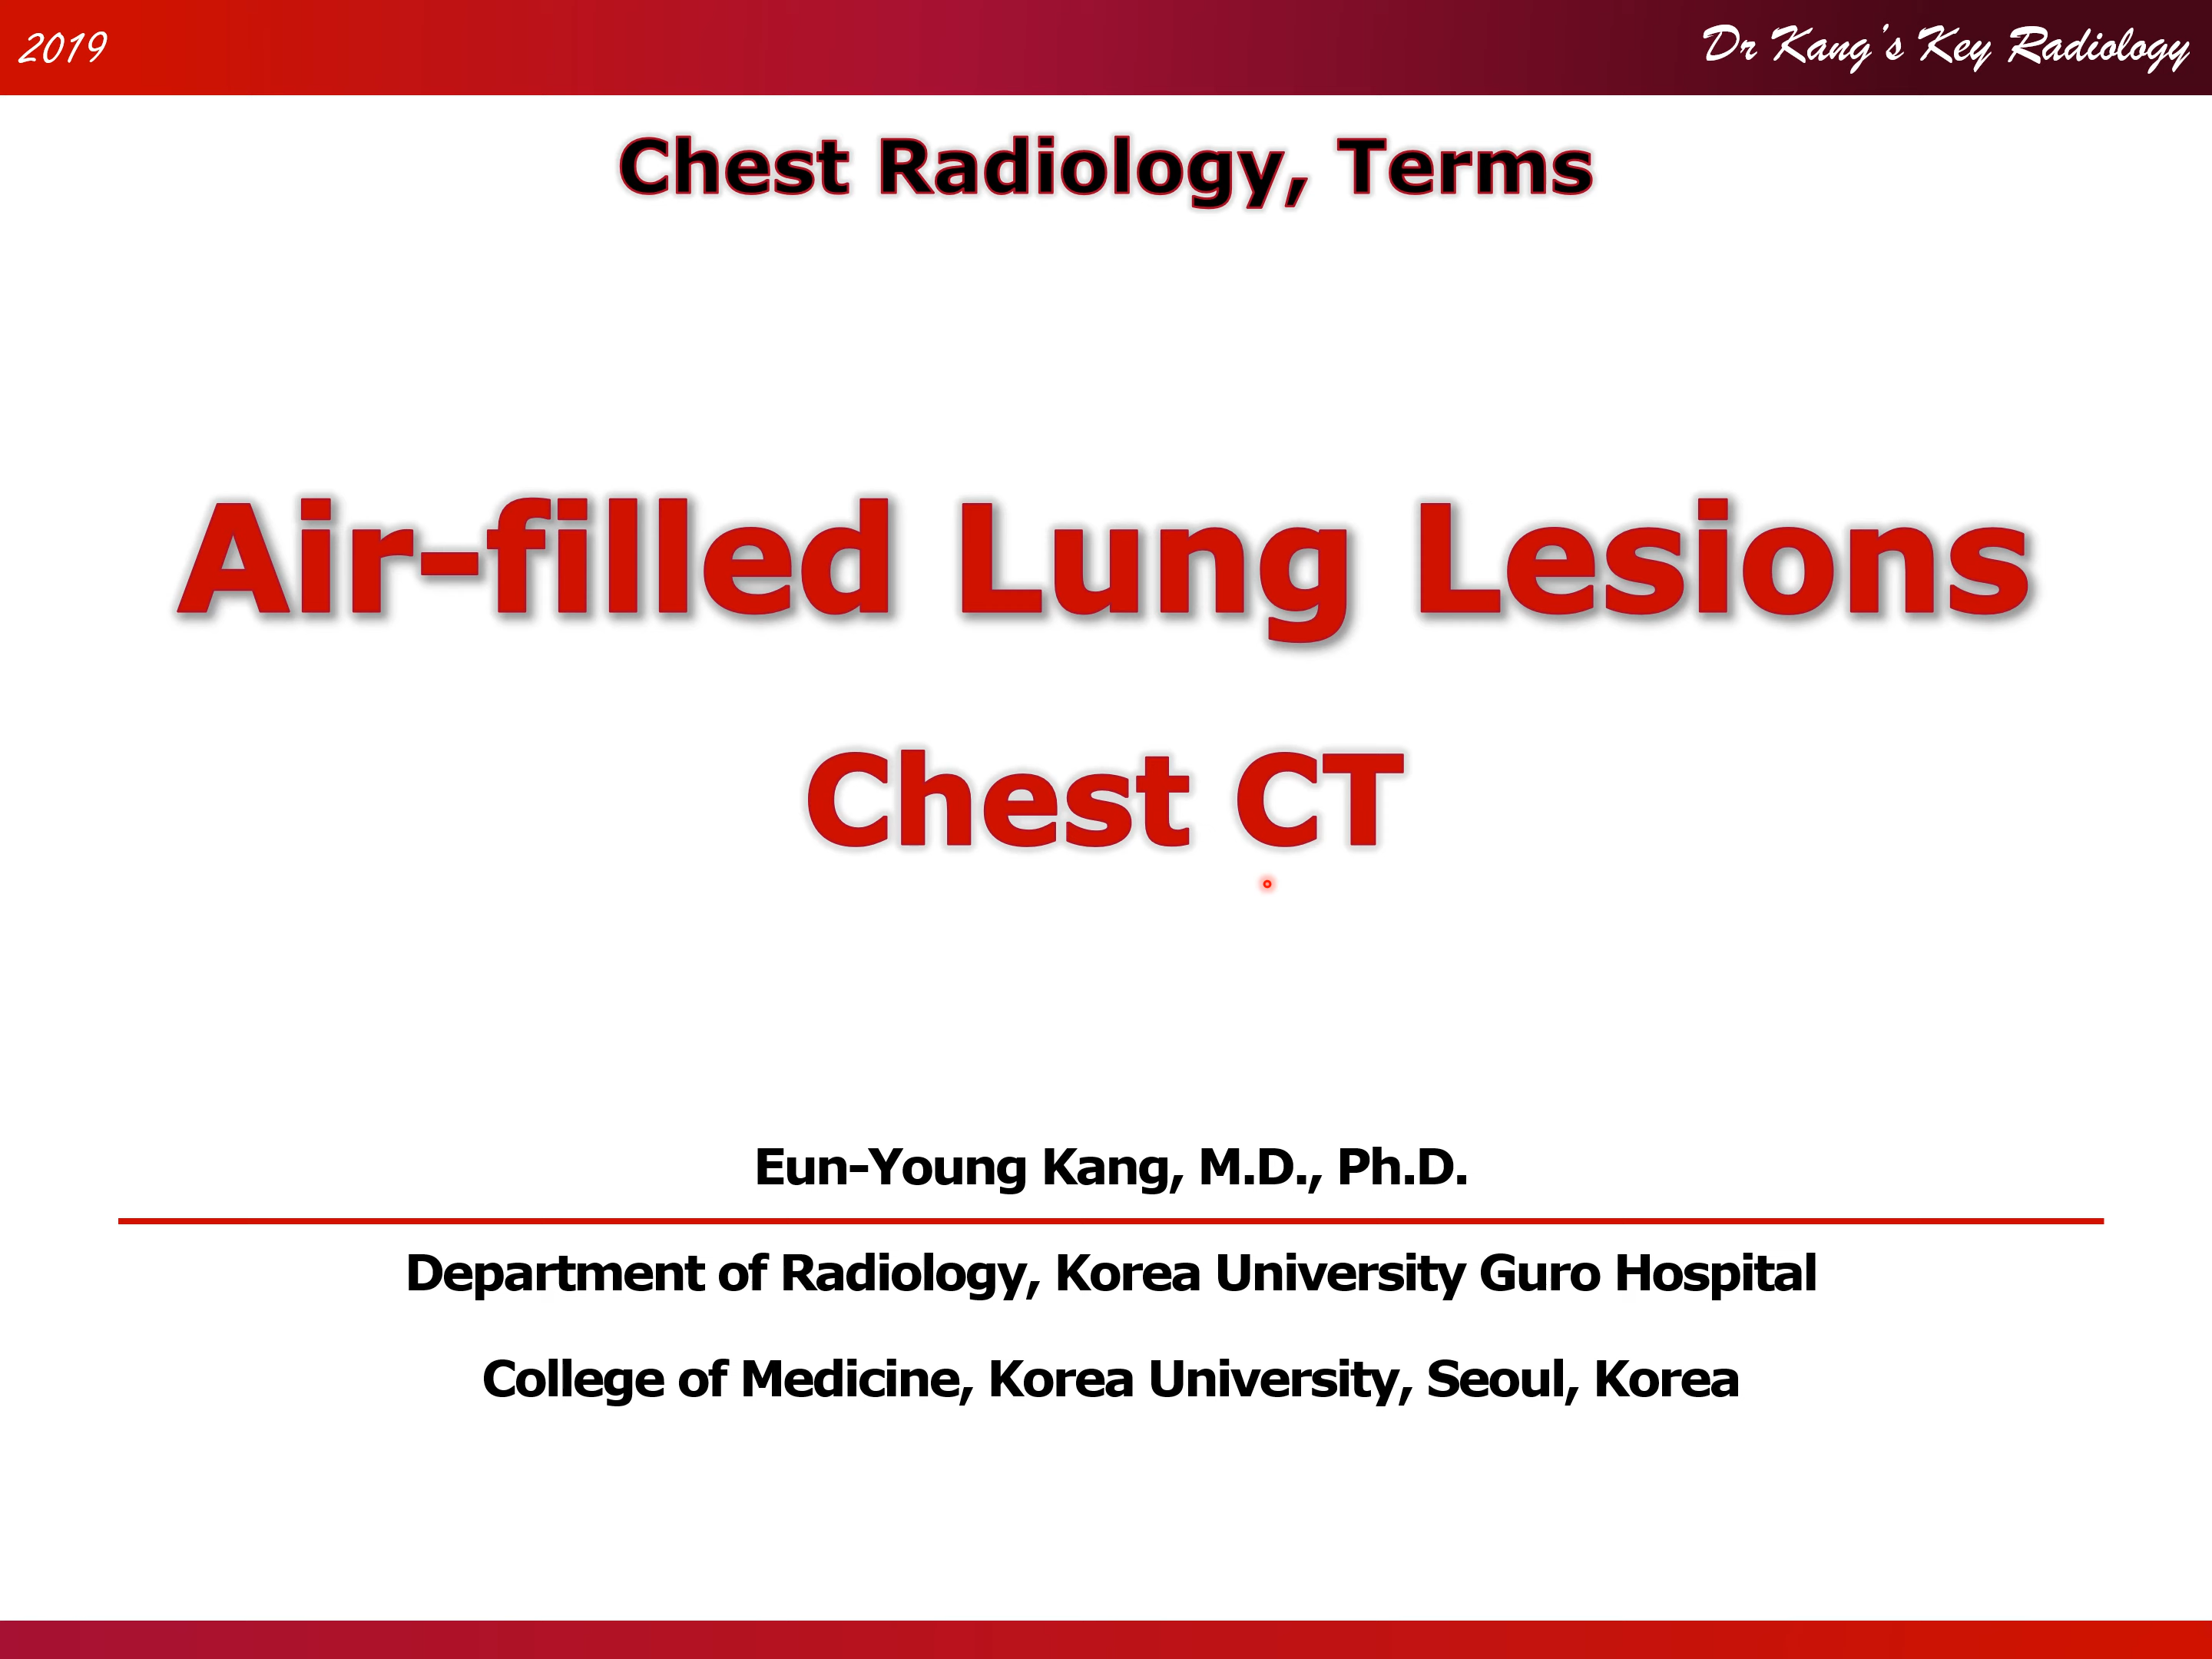 2019
Dr Kang's Key Radiology
Chest Radiology, Terms
Air-filled Lung Lesions
Chest CT
Eun-Young Kang, M.D., Ph.D.
Department of Radiology, Korea University Guro Hospital
College of Medicine, Korea University, Seoul, Korea